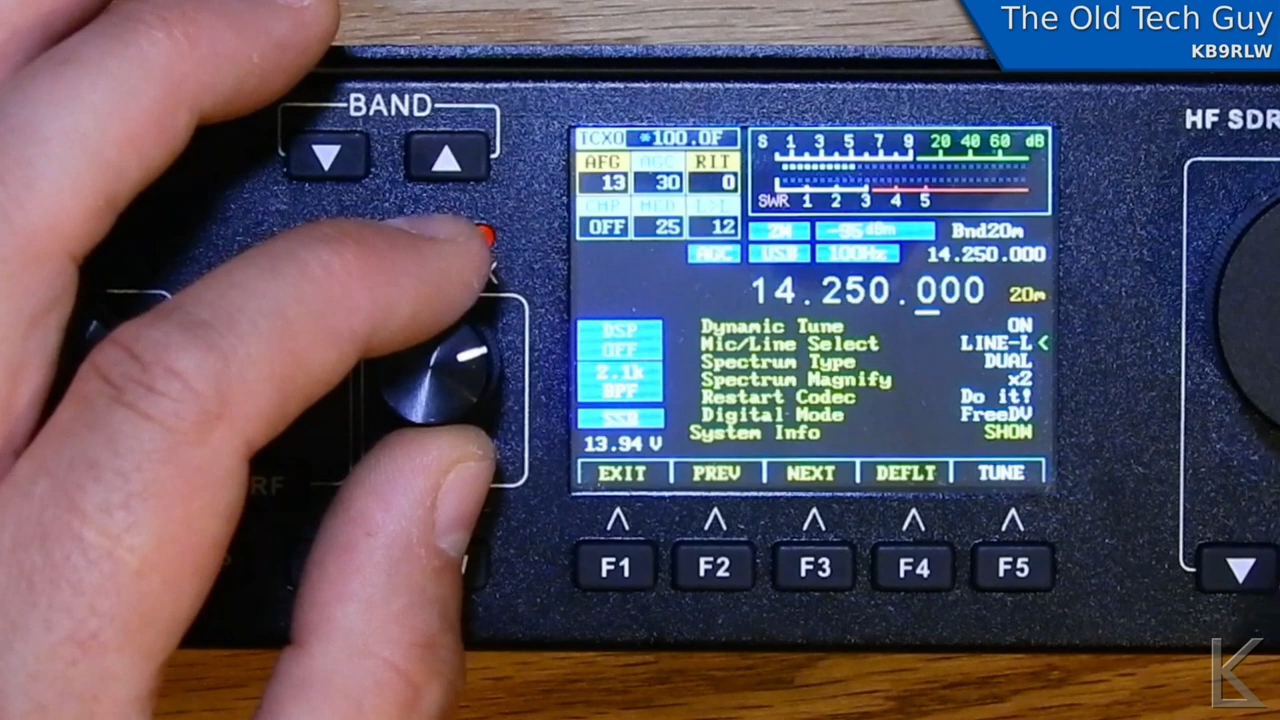 The Old Tech Guy
KB9RLW
BAND
HF SDR
TCXO *100.0F
S 1 3 5 7 9 20 40 60 dB
AFG AGC RIT
13 30 0
SWR 1 2 3 4 5
CMP
OFF 25 12
-95 dBm Bnd20m
AGC USB 100Hz 14.250.000
14.250.000 20m
DSP
OFF
2.1k
BPF
SSB
13.94 V
Dynamic Tune ON
Mic/Line Select LINE-L <
Spectrum Type DUAL
Spectrum Magnify x2
Restart Codec Do it!
Digital Mode FreeDV
System Info SHOW
EXIT PREV NEXT DEFLT TUNE
RF
F1 F2 F3 F4 F5
K